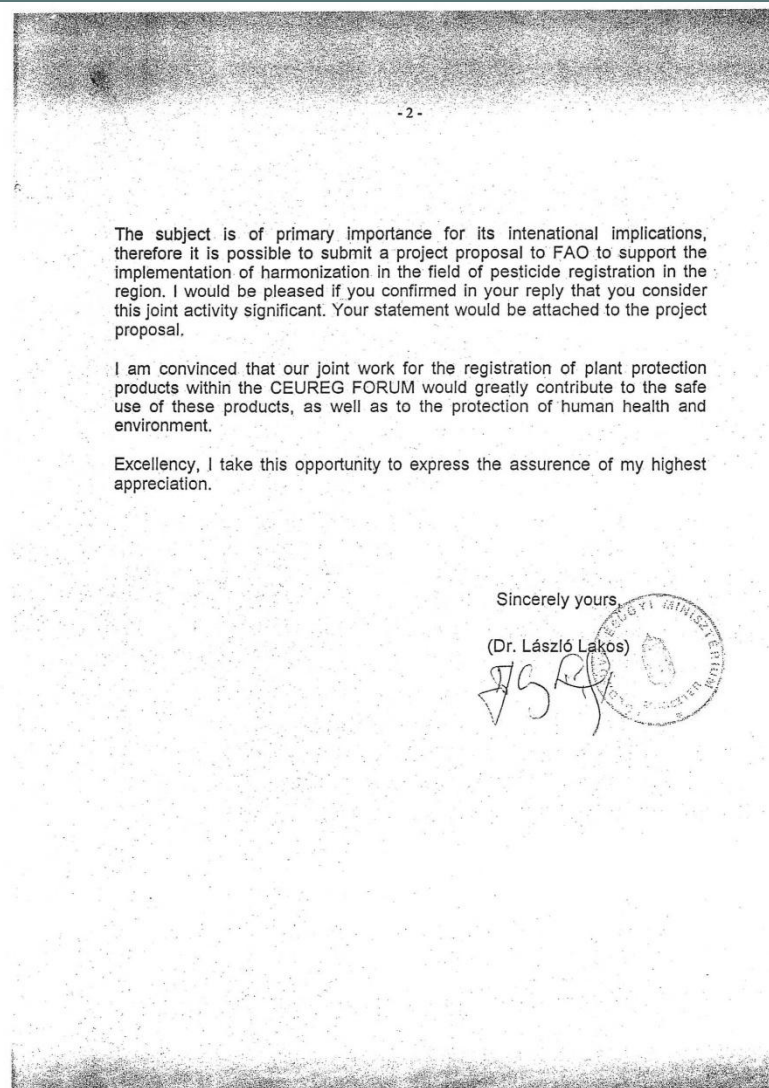 - 2 -
The subject is of primary importance for its intenational implications,
therefore it is possible to submit a project proposal to FAO to support the
implementation of harmonization in the field of pesticide registration in the
region. I would be pleased if you confirmed in your reply that you consider
this joint activity significant. Your statement would be attached to the project
proposal.
I am convinced that our joint work for the registration of plant protection
products within the CEUREG FORUM would greatly contribute to the safe
use of these products, as well as to the protection of human health and
environment.
Excellency, I take this opportunity to express the assurence of my highest
appreciation.
Sincerely yours,
(Dr. László Lakos)
MINISZTÉRIUM